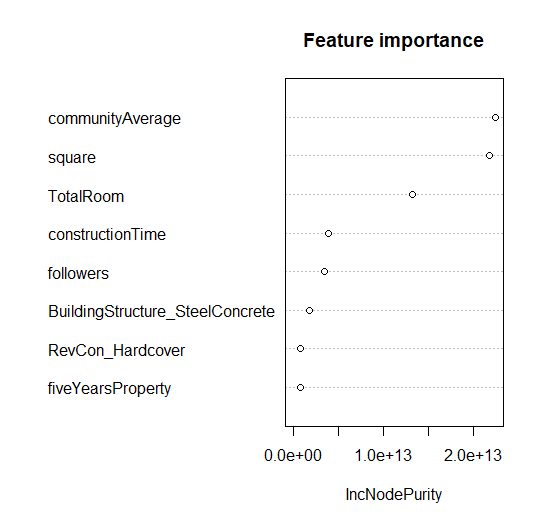 Feature importance
communityAverage
square
TotalRoom
constructionTime
followers
BuildingStructure_SteelConcrete
RevCon_Hardcover
fiveYearsProperty
0.0e+00 1.0e+13 2.0e+13
IncNodePurity